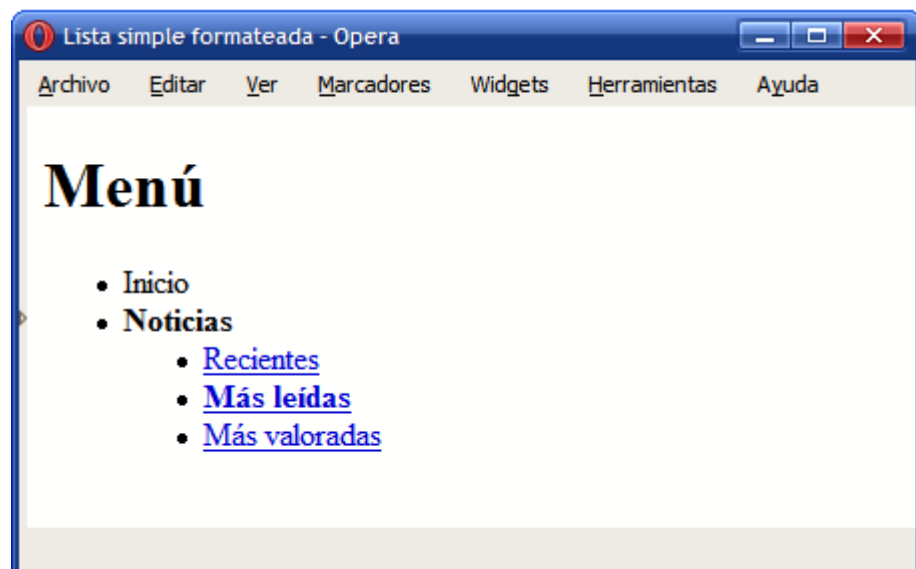 Lista simple formateada - Opera
Archivo Editar Ver Marcadores Widgets Herramientas Ayuda
Menú
Inicio
Noticias
Recientes
Más leídas
Más valoradas